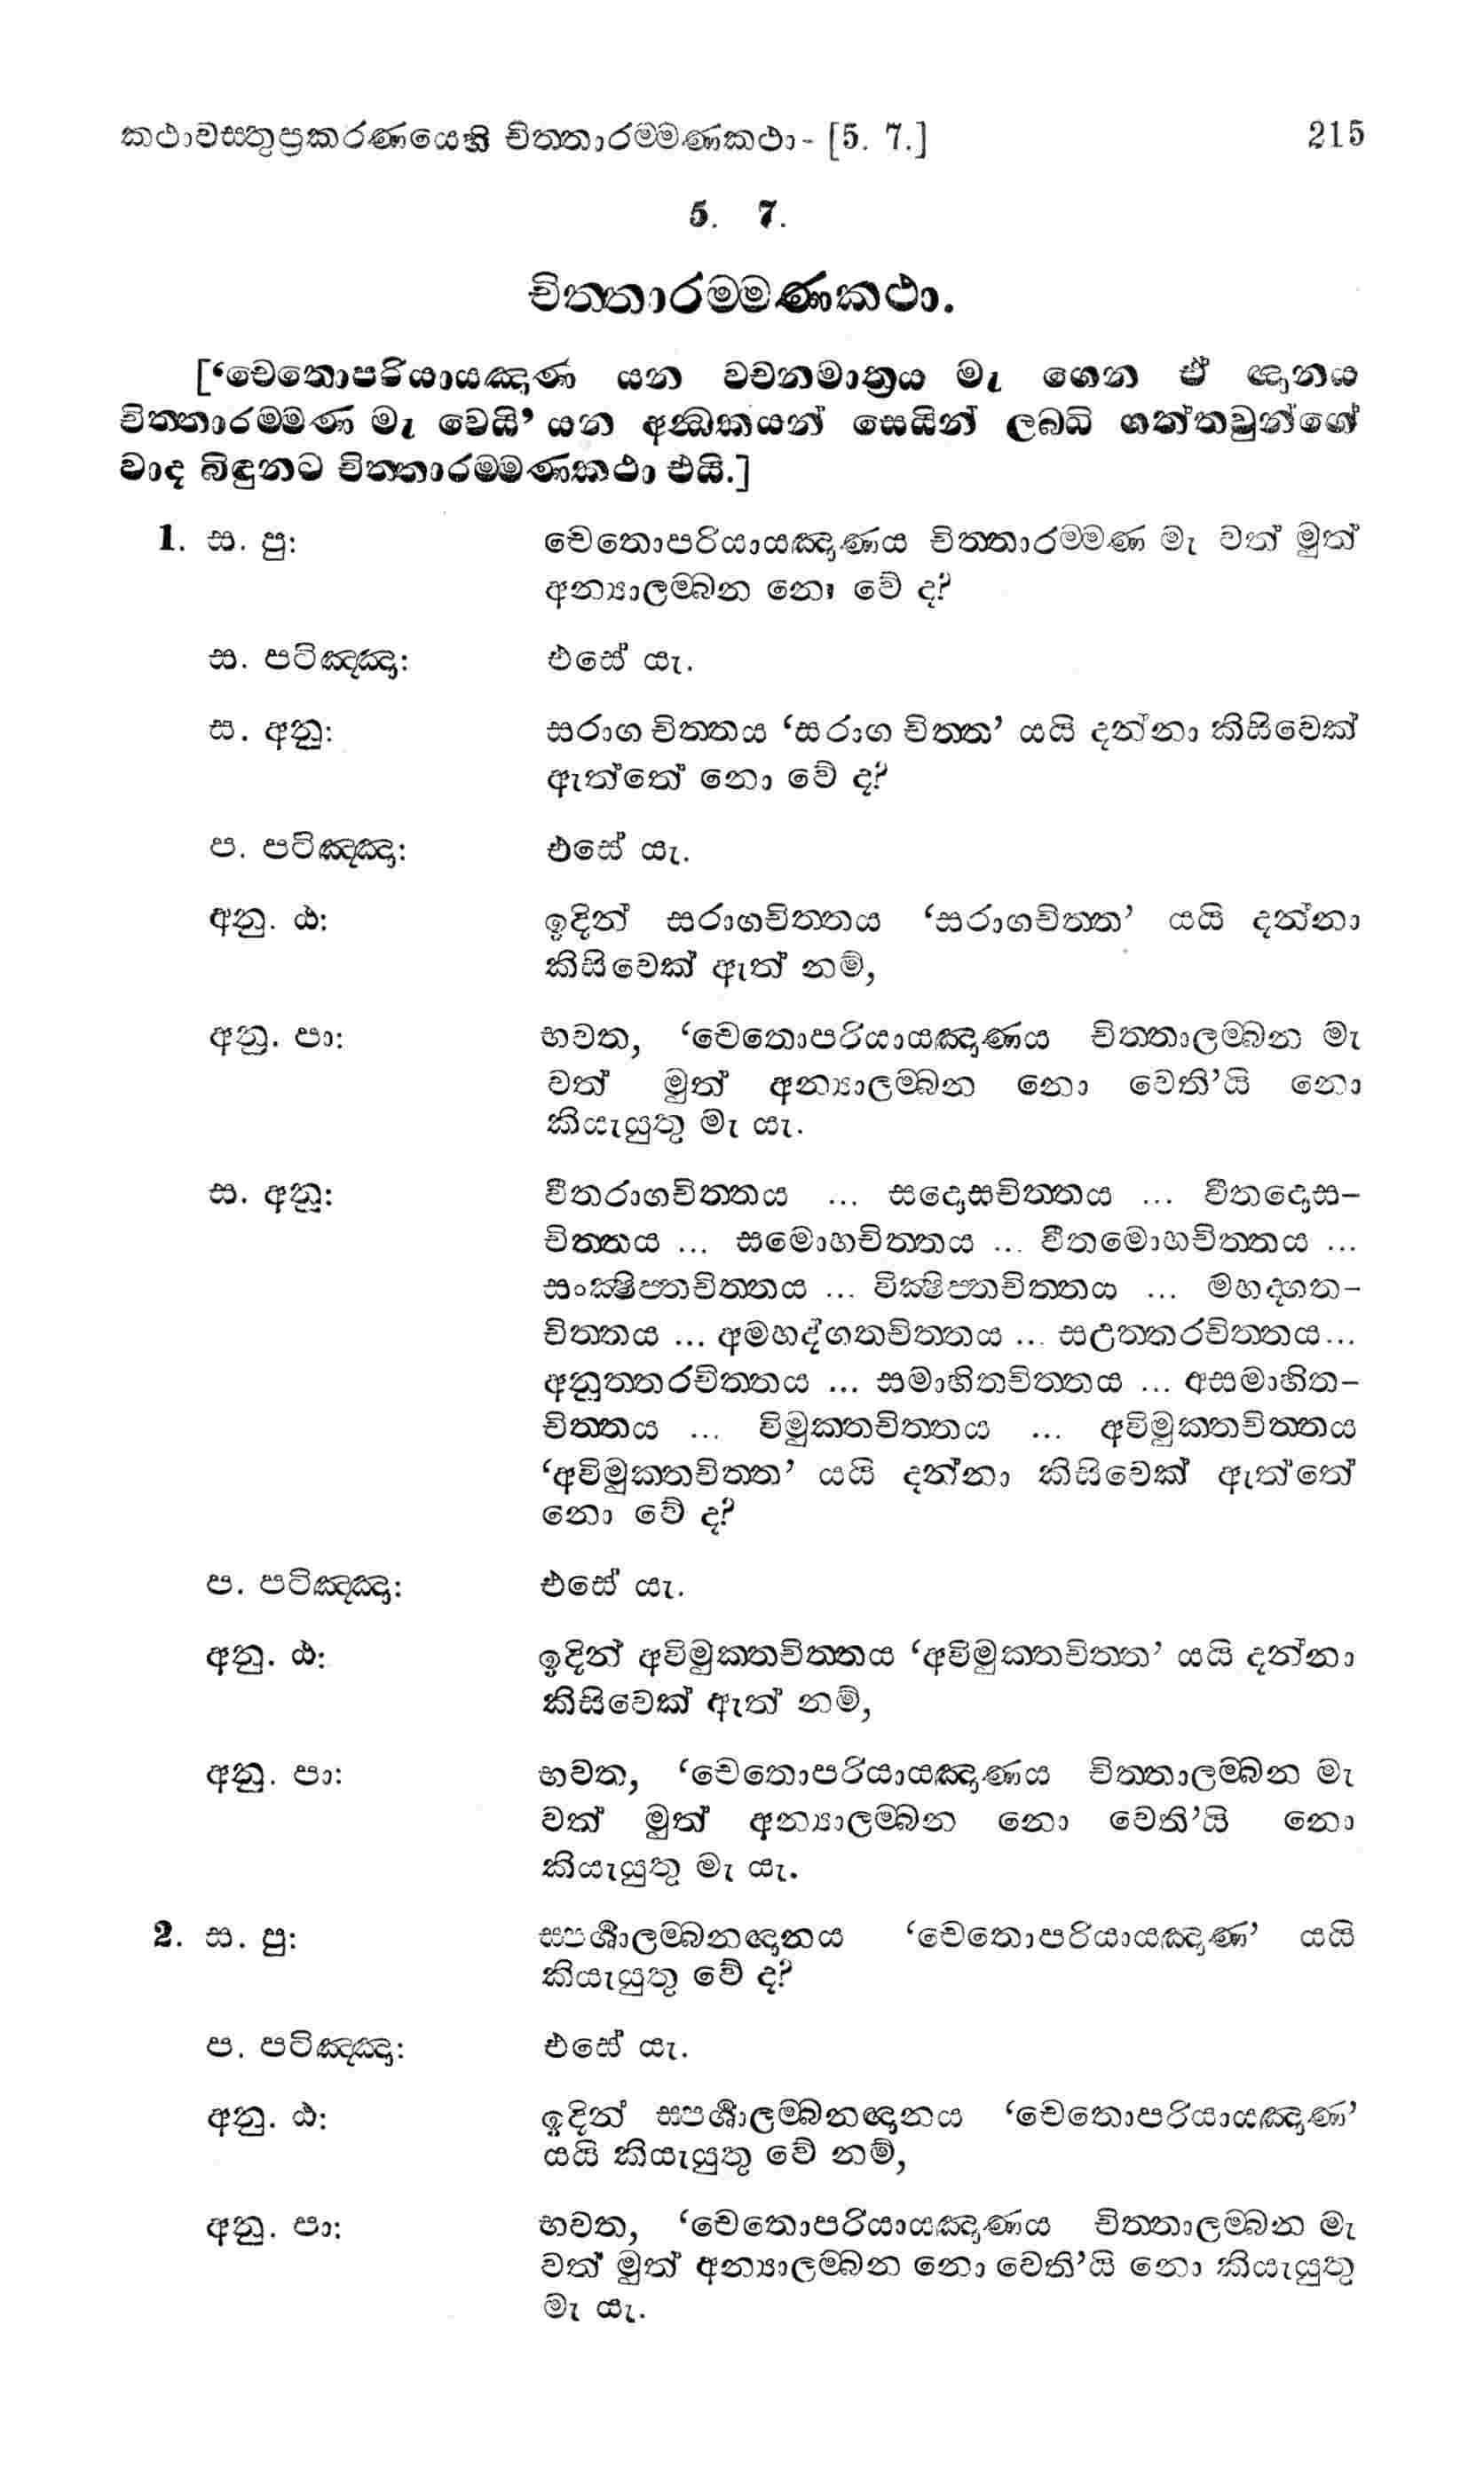 කථාවස්තුප්‍රකරණයෙහි චිත්තාරම්මණකථා - [5. 7.] 215
5. 7.
චිත්තාරම්මණකථා.
['චෙතොපරියායඤාණ යන වචනමාත්‍රය මැ ගෙන ඒ ඥානය
චිත්තාරම්මණ මැ වෙයි' යන අන්ධකයන් සෙයින් ලබ්ධි ගත්තවුන්ගේ
වාද බිඳුනට චිත්තාරම්මණකථා එයි.]
1. ස. පු: චෙතොපරියායඤාණය චිත්තාරම්මණ මැ වත් මුත්
අන්‍යාලම්බන නො වේ ද?
ස. පටිඤ්ඤා: එසේ යැ.
ස. අනු: සරාග චිත්තය 'සරාග චිත්ත' යයි දන්නා කිසිවෙක්
ඇත්තේ නො වේ ද?
ප. පටිඤ්ඤා: එසේ යැ.
අනු. ඨ: ඉදින් සරාගචිත්තය 'සරාගචිත්ත' යයි දන්නා
කිසිවෙක් ඇත් නම්,
අනු. පා: භවත, 'චෙතොපරියායඤාණය චිත්තාලම්බන මැ
වත් මුත් අන්‍යාලම්බන නො වෙති'යි නො
කියැයුතු මැ යැ.
ස. අනු: වීතරාගචිත්තය ... සදොසචිත්තය ... වීතදොස-
චිත්තය ... සමොහචිත්තය ... වීතමොහචිත්තය ...
සංක්ෂිප්තචිත්තය ... වික්ෂිප්තචිත්තය ... මහද්ගත-
චිත්තය ... අමහද්ගතචිත්තය ... සඋත්තරචිත්තය...
අනුත්තරචිත්තය ... සමාහිතචිත්තය ... අසමාහිත-
චිත්තය ... විමුක්තචිත්තය ... අවිමුක්තචිත්තය
'අවිමුක්තචිත්ත' යයි දන්නා කිසිවෙක් ඇත්තේ
නො වේ ද?
ප. පටිඤ්ඤා: එසේ යැ.
අනු. ඨ: ඉදින් අවිමුක්තචිත්තය 'අවිමුක්තචිත්ත' යයි දන්නා
කිසිවෙක් ඇත් නම්,
අනු. පා: භවත, 'චෙතොපරියායඤාණය චිත්තාලම්බන මැ
වත් මුත් අන්‍යාලම්බන නො වෙති'යි නො
කියැයුතු මැ යැ.
2. ස. පු: ස්පර්‍ශාලම්බනඥානය 'චෙතොපරියායඤාණ' යයි
කියැයුතු වේ ද?
ප. පටිඤ්ඤා: එසේ යැ.
අනු. ඨ: ඉදින් ස්පර්‍ශාලම්බනඥානය 'චෙතොපරියායඤාණ'
යයි කියැයුතු වේ නම්,
අනු. පා: භවත, 'චෙතොපරියායඤාණය චිත්තාලම්බන මැ
වත් මුත් අන්‍යාලම්බන නො වෙති'යි නො කියැයුතු
මැ යැ.